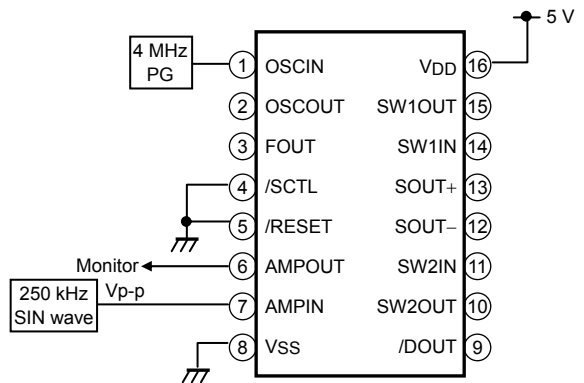 5 V
4 MHz
PG
1 OSCIN
VDD 16
2 OSCOUT
SW1OUT 15
3 FOUT
SW1IN 14
4 /SCTL
SOUT+ 13
5 /RESET
SOUT− 12
Monitor
6 AMPOUT
SW2IN 11
250 kHz
SIN wave
Vp-p
7 AMPIN
SW2OUT 10
8 VSS
/DOUT 9